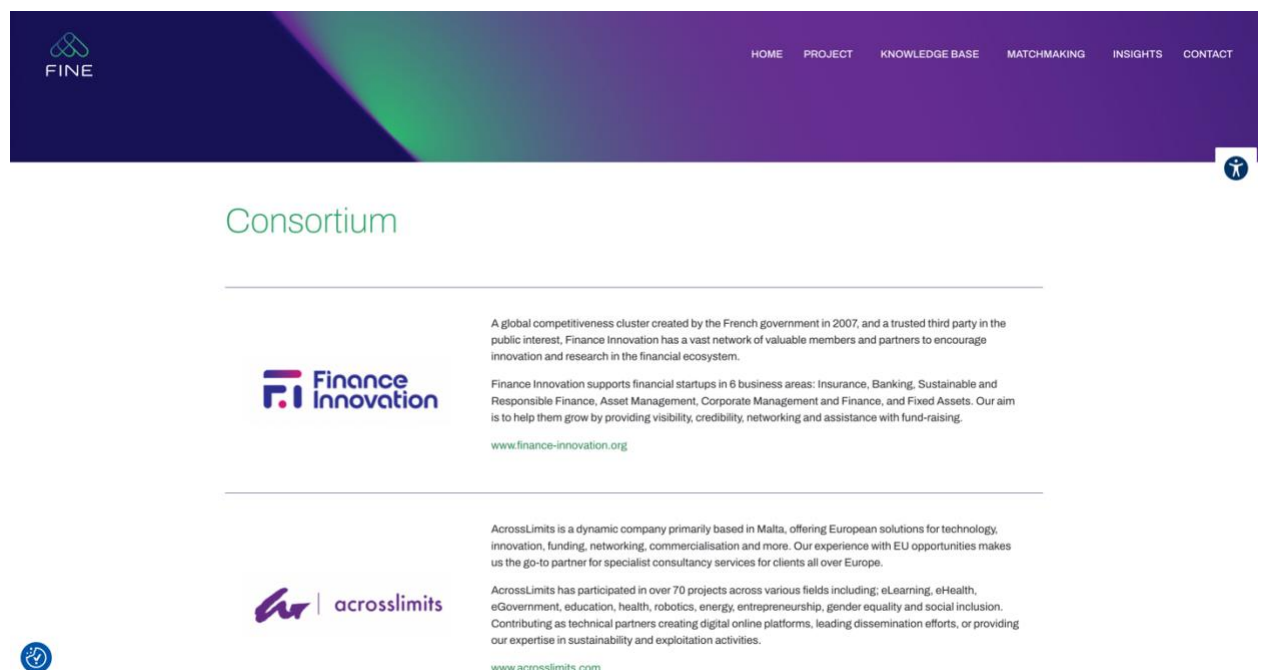 FINE
HOME PROJECT KNOWLEDGE BASE MATCHMAKING INSIGHTS CONTACT
Consortium
Finance
Innovation
A global competitiveness cluster created by the French government in 2007, and a trusted third party in the
public interest, Finance Innovation has a vast network of valuable members and partners to encourage
innovation and research in the financial ecosystem.
Finance Innovation supports financial startups in 6 business areas: Insurance, Banking, Sustainable and
Responsible Finance, Asset Management, Corporate Management and Finance, and Fixed Assets. Our aim
is to help them grow by providing visibility, credibility, networking and assistance with fund-raising.
www.finance-innovation.org
acrosslimits
AcrossLimits is a dynamic company primarily based in Malta, offering European solutions for technology,
innovation, funding, networking, commercialisation and more. Our experience with EU opportunities makes
us the go-to partner for specialist consultancy services for clients all over Europe.
AcrossLimits has participated in over 70 projects across various fields including; eLearning, eHealth,
eGovernment, education, health, robotics, energy, entrepreneurship, gender equality and social inclusion.
Contributing as technical partners creating digital online platforms, leading dissemination efforts, or providing
our expertise in sustainability and exploitation activities.
www.acrosslimits.com